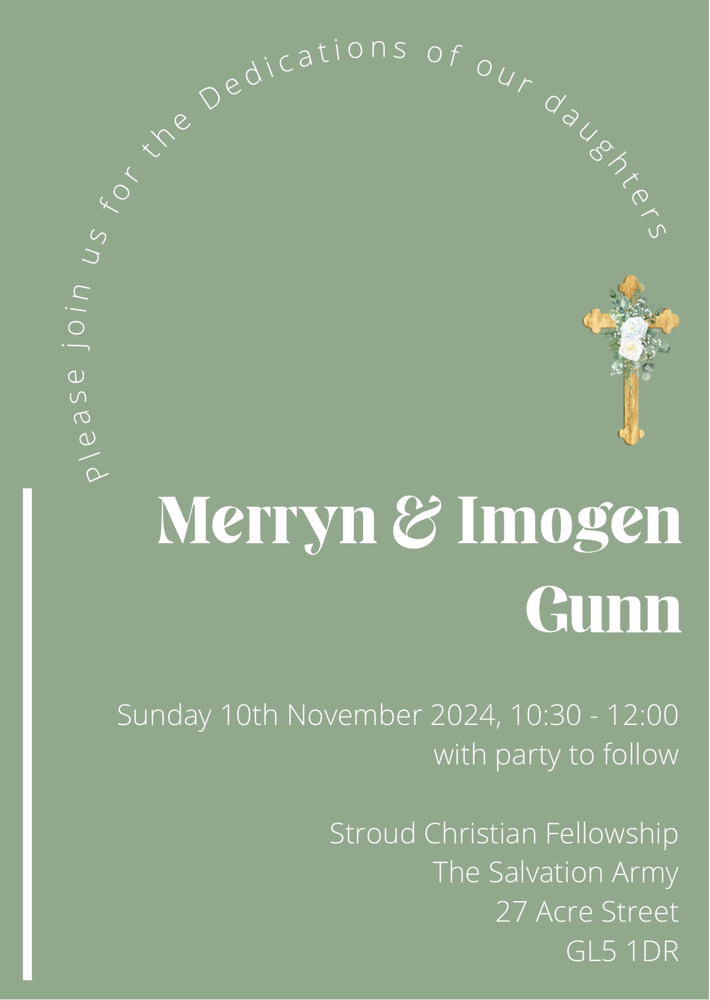 Please join us for the Dedications of our daughters
Merryn & Imogen
Gunn
Sunday 10th November 2024, 10:30 - 12:00
with party to follow
Stroud Christian Fellowship
The Salvation Army
27 Acre Street
GL5 1DR